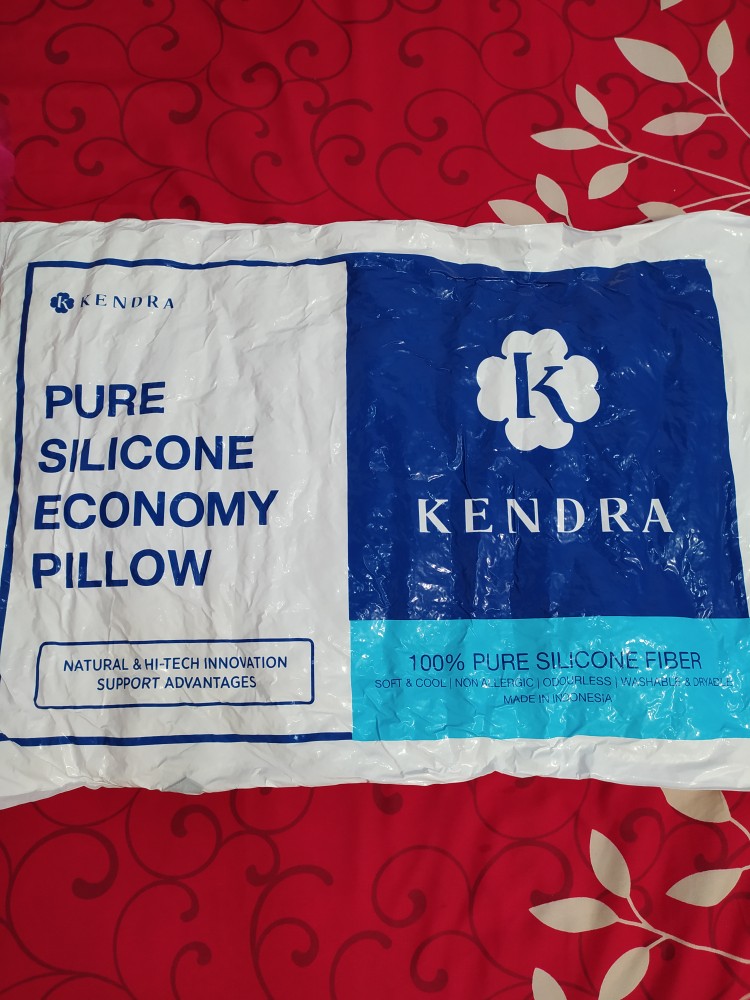 K KENDRA
PURE
SILICONE
ECONOMY
PILLOW
NATURAL & HI-TECH INNOVATION
SUPPORT ADVANTAGES
K
KENDRA
100% PURE SILICONE FIBER
SOFT & COOL | NON ALLERGIC | ODOURLESS | WASHABLE & DRYABLE
MADE IN INDONESIA